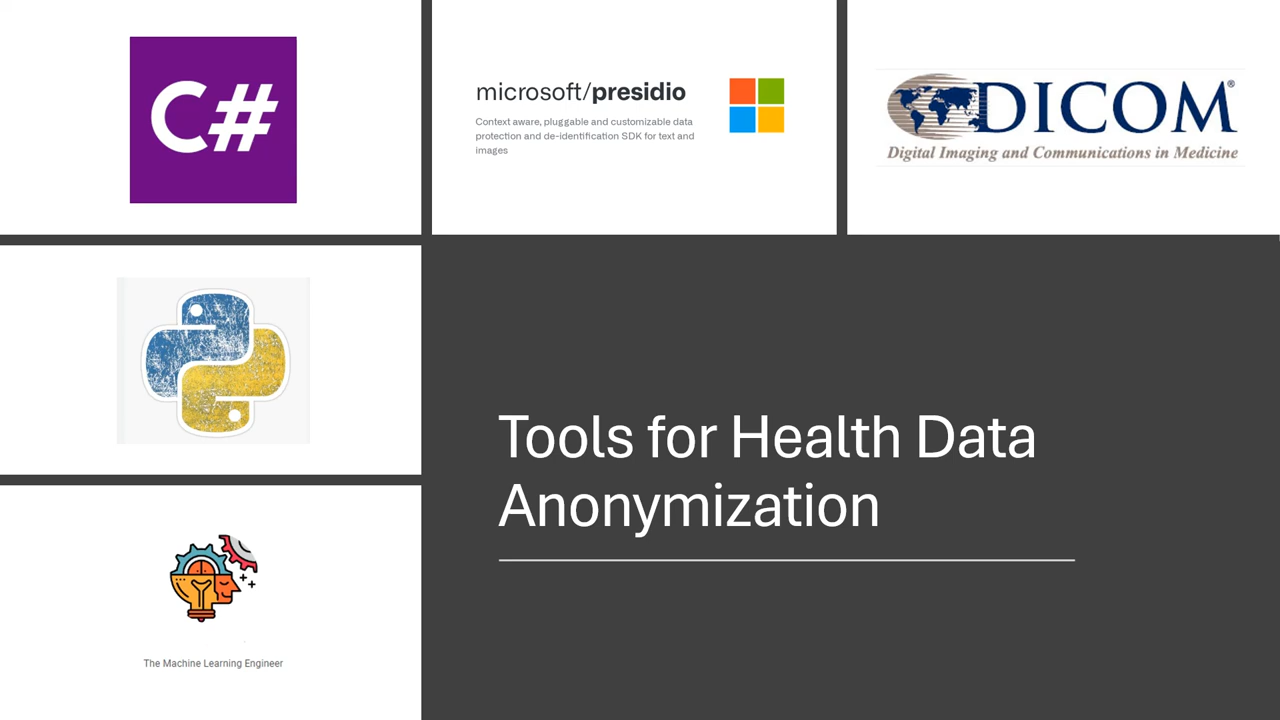 C#
microsoft/presidio
Context aware, pluggable and customizable data
protection and de-identification SDK for text and
images
DICOM®
Digital Imaging and Communications in Medicine
Tools for Health Data
Anonymization
The Machine Learning Engineer